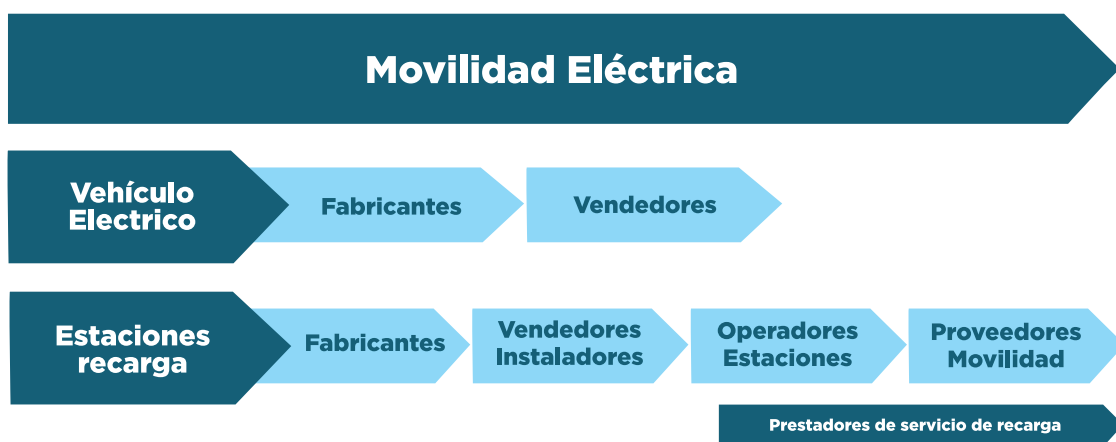 Movilidad Eléctrica
Vehículo
Electrico
Fabricantes
Vendedores
Estaciones
recarga
Fabricantes
Vendedores
Instaladores
Operadores
Estaciones
Proveedores
Movilidad
Prestadores de servicio de recarga